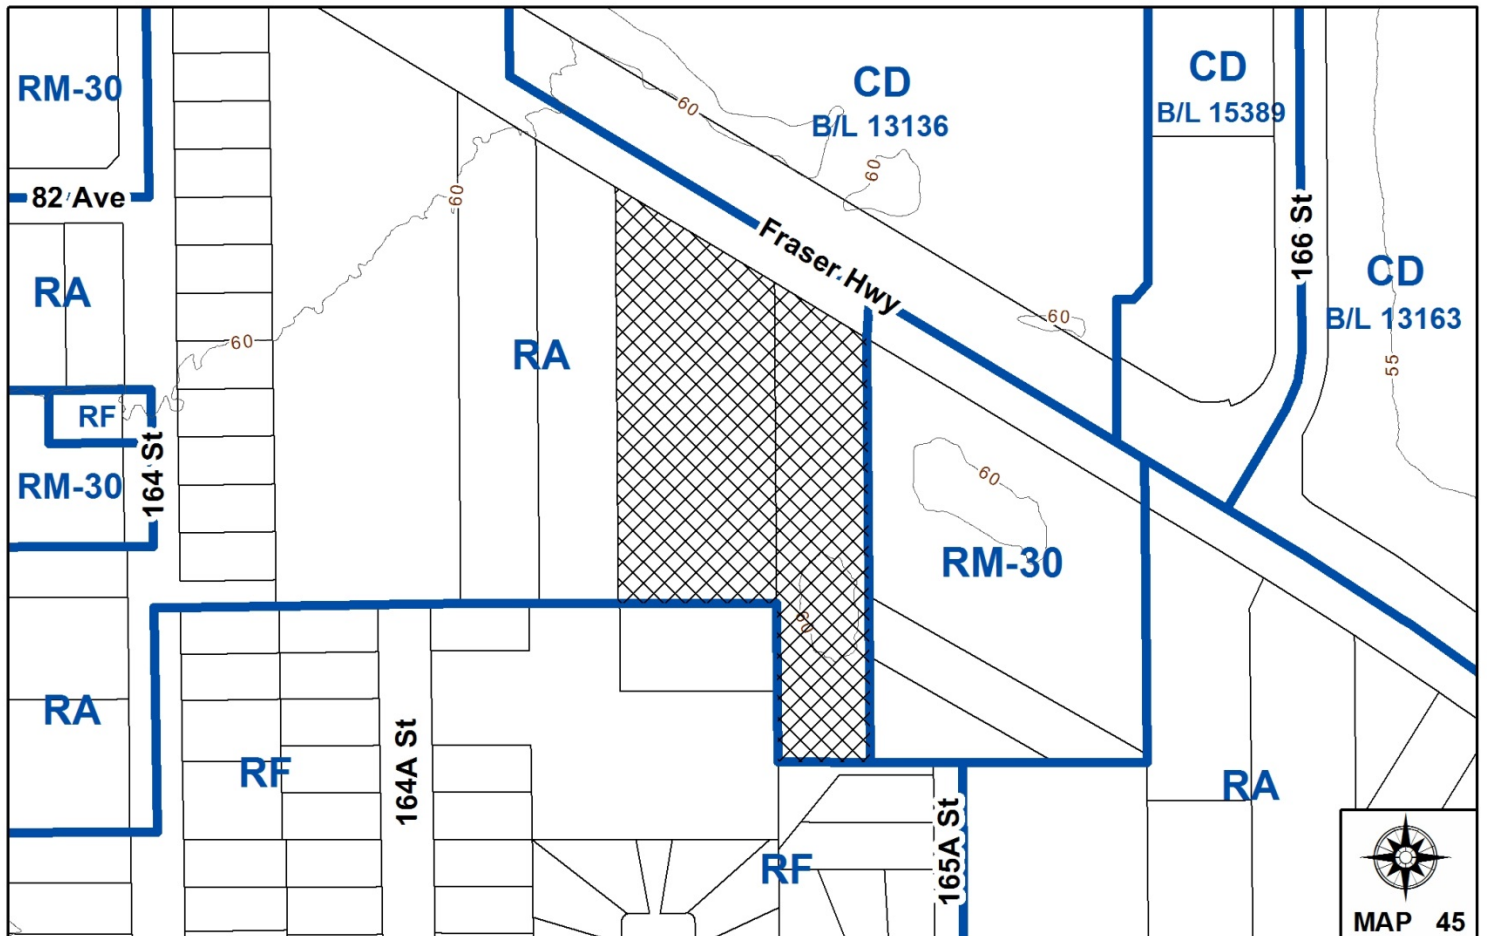 RM-30
CD
B/L 13136
CD
B/L 15389
60
60
60
82 Ave
166 St
Fraser Hwy
RA
CD
B/L 13163
60
60
RA
55
RF
164 St
RM-30
60
RM-30
60
RA
164A St
RF
RA
165A St
RF
MAP 45